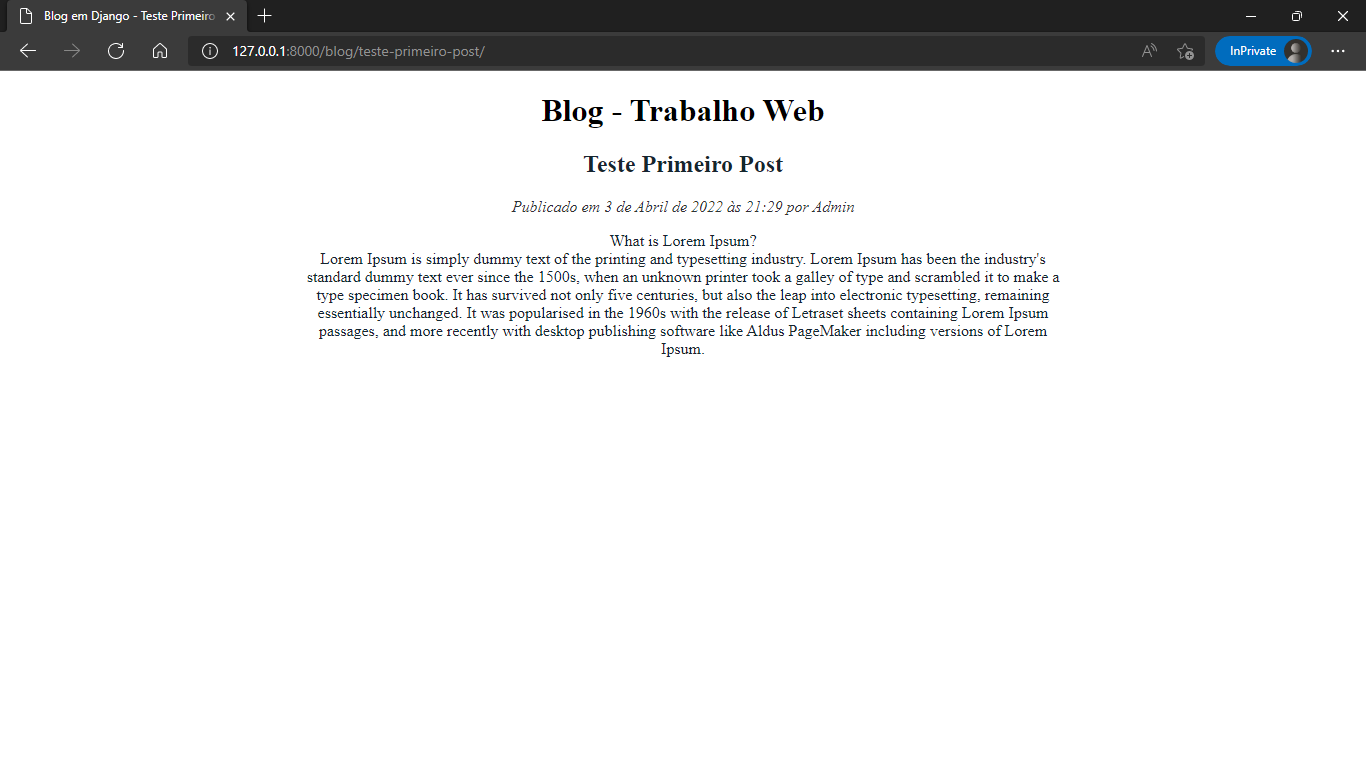 Blog em Django - Teste Primeiro
127.0.0.1:8000/blog/teste-primeiro-post/
InPrivate
Blog - Trabalho Web
Teste Primeiro Post
Publicado em 3 de Abril de 2022 às 21:29 por Admin
What is Lorem Ipsum?
Lorem Ipsum is simply dummy text of the printing and typesetting industry. Lorem Ipsum has been the industry's
standard dummy text ever since the 1500s, when an unknown printer took a galley of type and scrambled it to make a
type specimen book. It has survived not only five centuries, but also the leap into electronic typesetting, remaining
essentially unchanged. It was popularised in the 1960s with the release of Letraset sheets containing Lorem Ipsum
passages, and more recently with desktop publishing software like Aldus PageMaker including versions of Lorem
Ipsum.